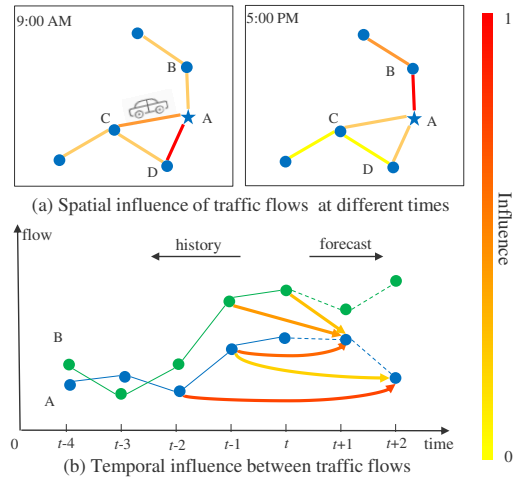 9:00 AM
B
C
A
D
5:00 PM
B
C
A
D
(a) Spatial influence of traffic flows at different times
1
Influence
0
flow
history
forecast
B
A
0
t-4
t-3
t-2
t-1
t
t+1
t+2
time
(b) Temporal influence between traffic flows